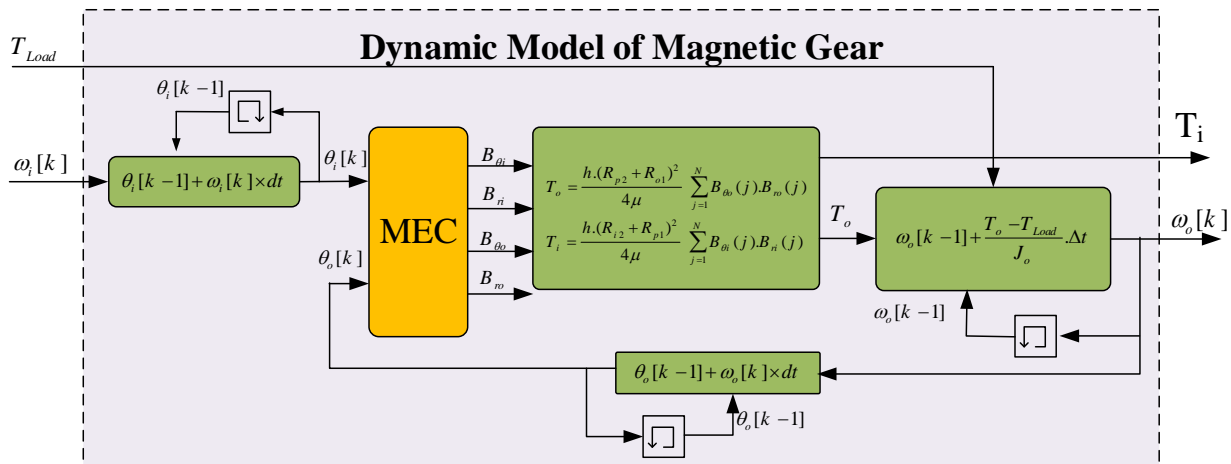 Dynamic Model of Magnetic Gear
T_Load
θ_i[k −1]
ω_i[k]
θ_i[k −1]+ω_i[k]×dt
θ_i[k]
θ_o[k]
MEC
B_θi
B_ri
B_θo
B_ro
T_o = h.(R_p2 + R_o1)^2 / 4μ ∑_{j=1}^{N} B_θo(j).B_ro(j)
T_i = h.(R_i2 + R_p1)^2 / 4μ ∑_{j=1}^{N} B_θi(j).B_ri(j)
T_i
T_o
ω_o[k −1]+ (T_o −T_Load) / J_o .Δt
ω_o[k]
ω_o[k −1]
θ_o[k −1]+ω_o[k]×dt
θ_o[k −1]